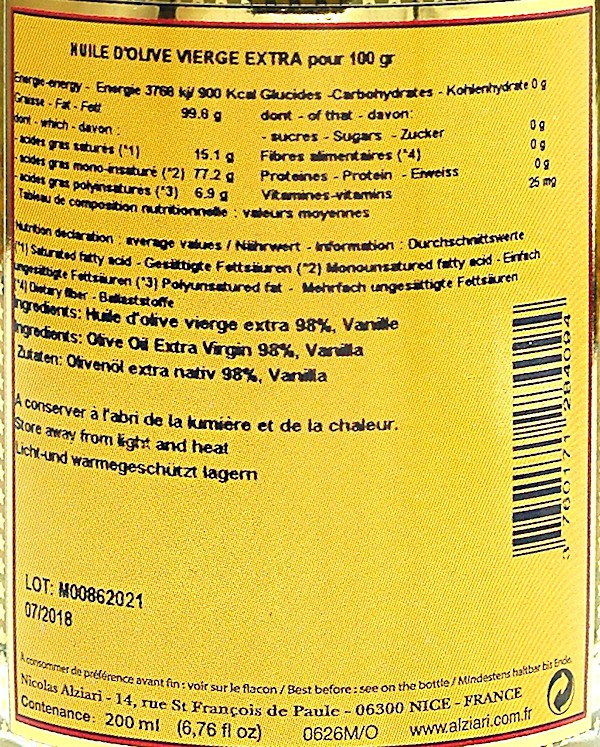 HUILE D'OLIVE VIERGE EXTRA pour 100 gr
Energie-energy - Energie 3768 kj/ 900 Kcal Glucides -Carbohydrates - Kohlenhydrate 0 g
Graisse - Fat - Fett 99.8 g dont - of that - davon:
dont - which - davon : - sucres - Sugars - Zucker 0 g
- acides gras saturés (*1) 15.1 g Fibres alimentaires (*4) 0 g
- acides gras mono-insaturé (*2) 77.2 g Proteines - Protein - Eiweiss 0 g
- acides gras polyinsaturés (*3) 6.9 g Vitamines-vitamins 25 mg
Tableau de composition nutritionnelle : valeurs moyennes
Nutrition declaration : average values / Nährwert - Information : Durchschnittswerte
(*1) Saturated fatty acid - Gesättigte Fettsäuren (*2) Monounsatured fatty acid - Einfach
ungesättigte Fettsäuren (*3) Polyunsatured fat - Mehrfach ungesättigte Fettsäuren
(*4) Dietary fiber - Ballaststoffe
Ingredients: Huile d'olive vierge extra 98%, Vanille
Ingredients: Olive Oil Extra Virgin 98%, Vanilla
Zutaten: Olivenöl extra nativ 98%, Vanilla
A conserver à l'abri de la lumière et de la chaleur.
Store away from light and heat
Licht-und warmegeschutzt lagern
3 760171 284094
LOT: M00862021
07/2018
A consommer de préférence avant fin : voir sur le flacon / Best before : see on the bottle / Mindestens haltbar bis Ende.
Nicolas Alziari - 14, rue St François de Paule - 06300 NICE - FRANCE
Contenance: 200 ml (6,76 fl oz) 0626M/O www.alziari.com.fr